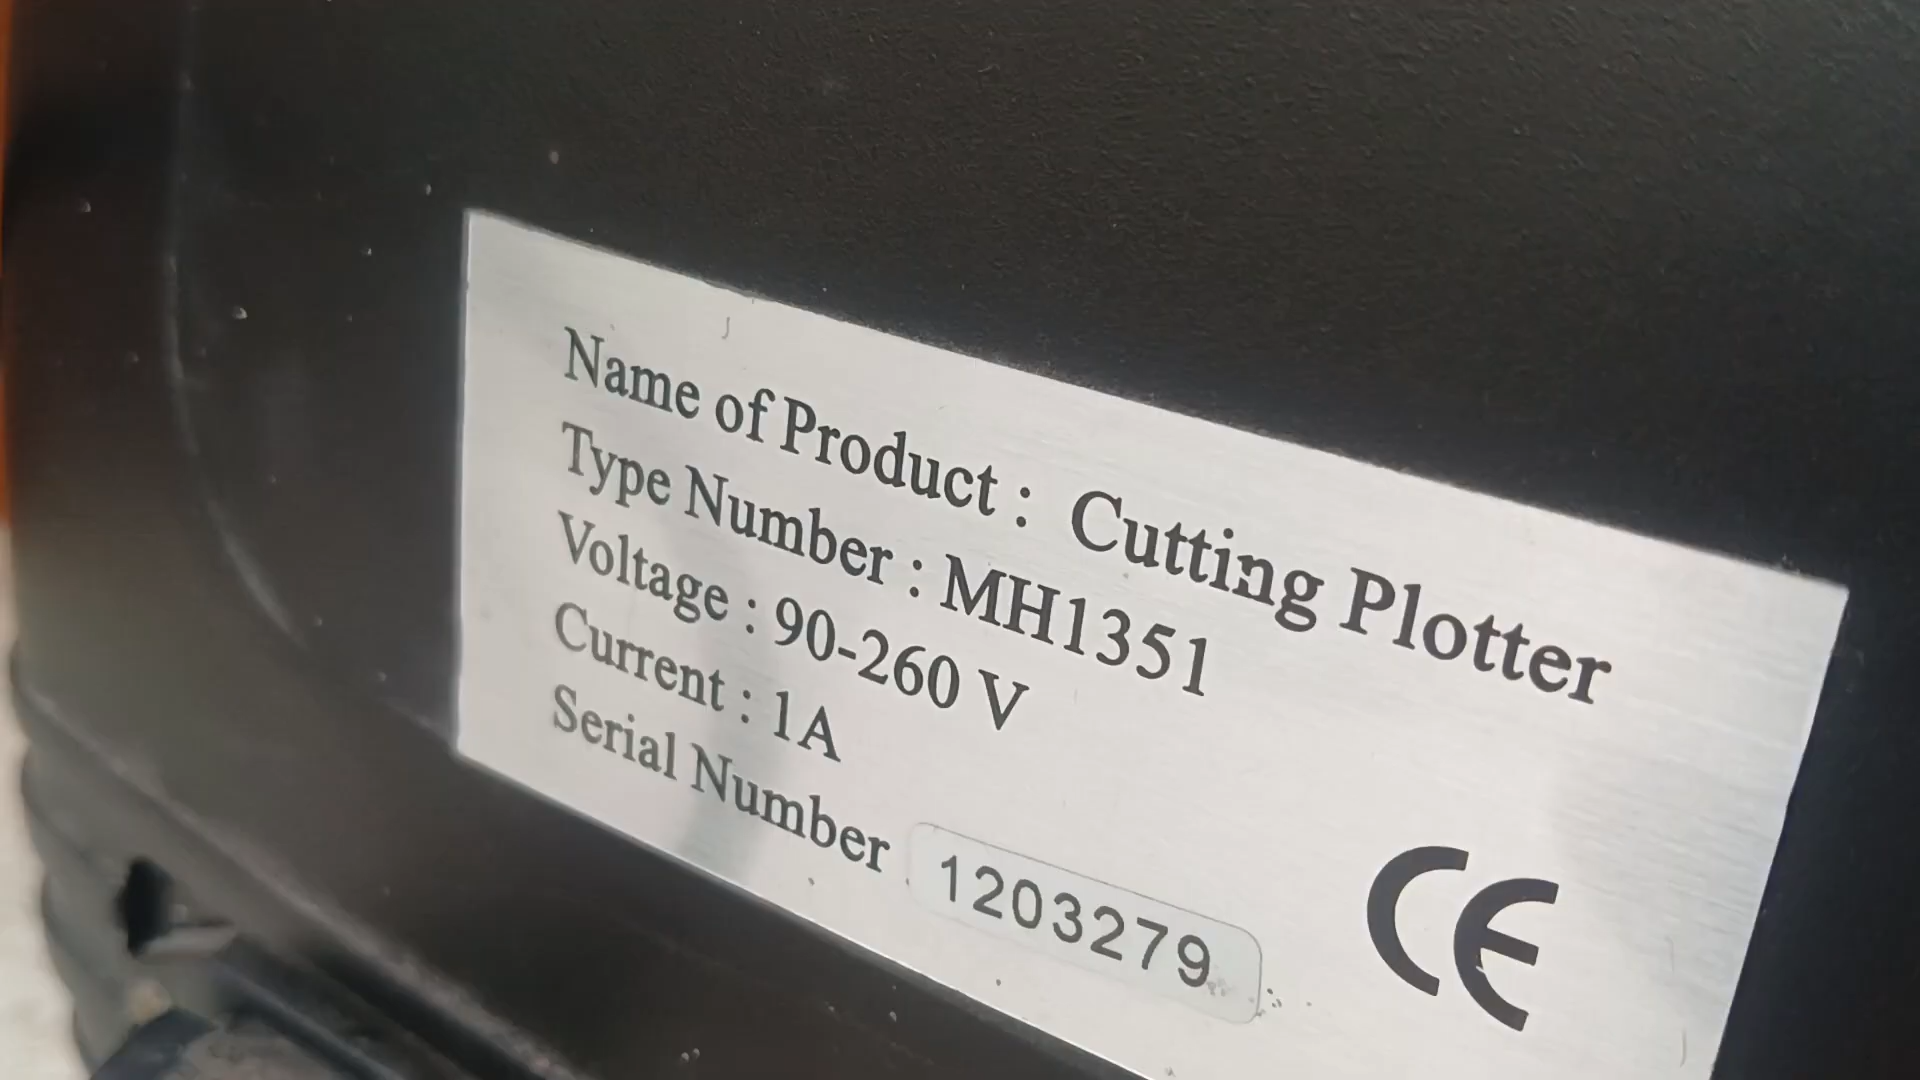 Name of Product : Cutting Plotter
Type Number : MH1351
Voltage : 90-260 V
Current : 1A
Serial Number 1203279
CE